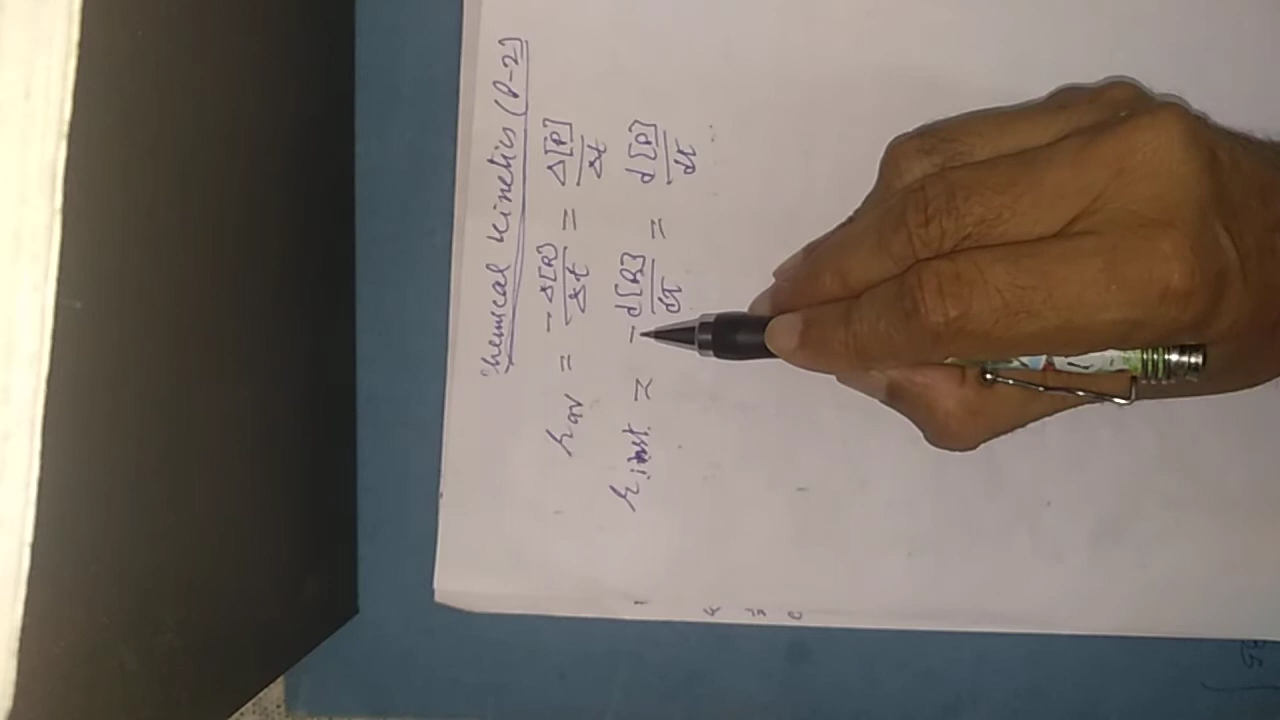 Chemical Kinetics (P-2)
r_av = -Δ[R]/Δt = Δ[P]/Δt
r_inst. = -d[R]/dt = d[P]/dt